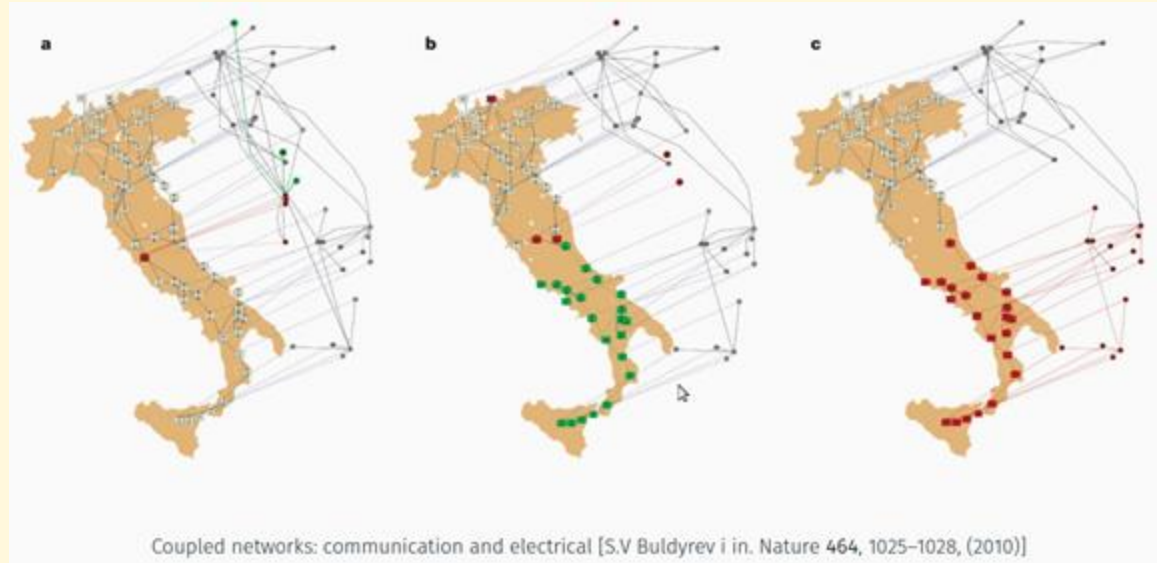 a b c
Coupled networks: communication and electrical [S.V Buldyrev i in. Nature 464, 1025–1028, (2010)]